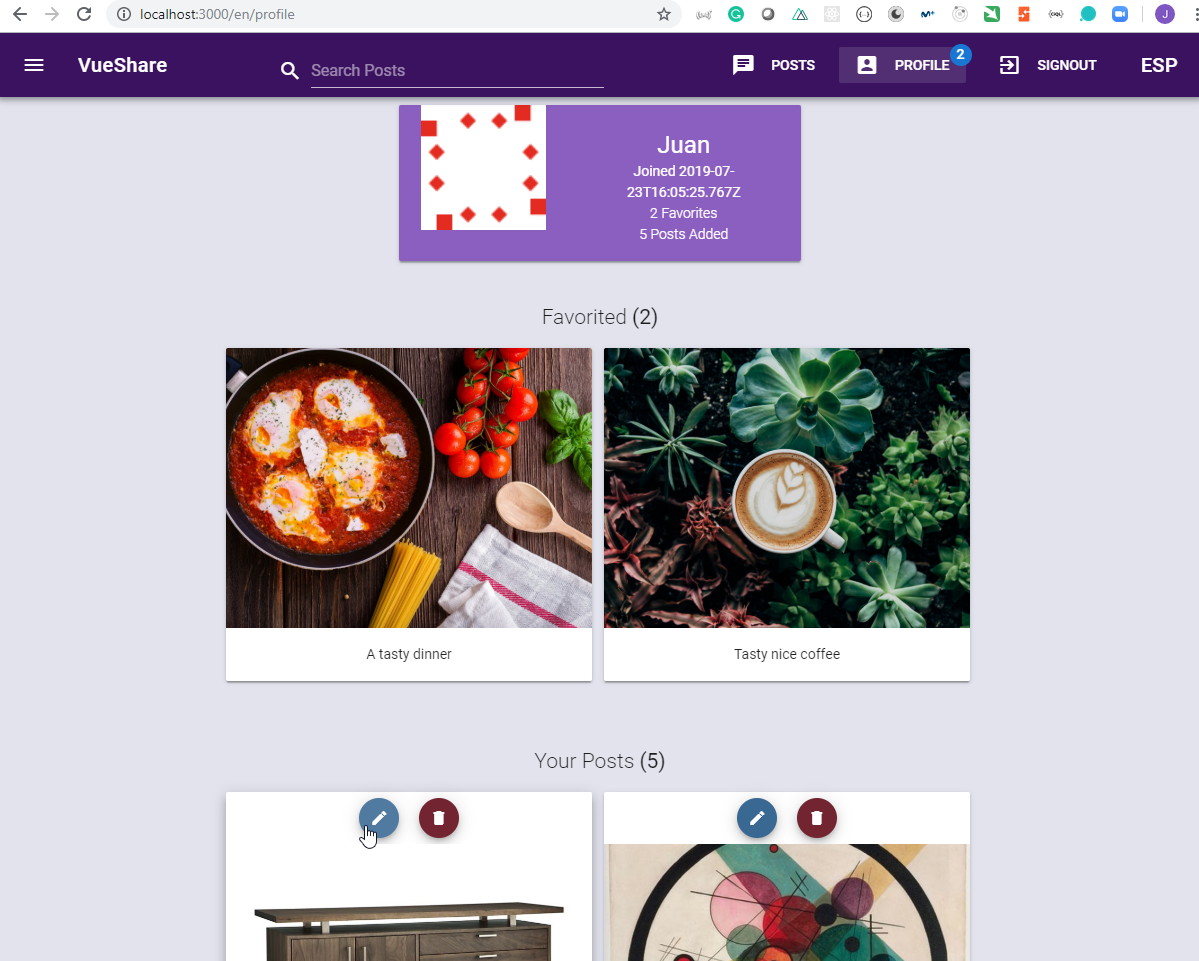 localhost:3000/en/profile
J
VueShare
Search Posts
POSTS
PROFILE
2
SIGNOUT
ESP
Juan
Joined 2019-07-
23T16:05:25.767Z
2 Favorites
5 Posts Added
Favorited (2)
A tasty dinner
Tasty nice coffee
Your Posts (5)